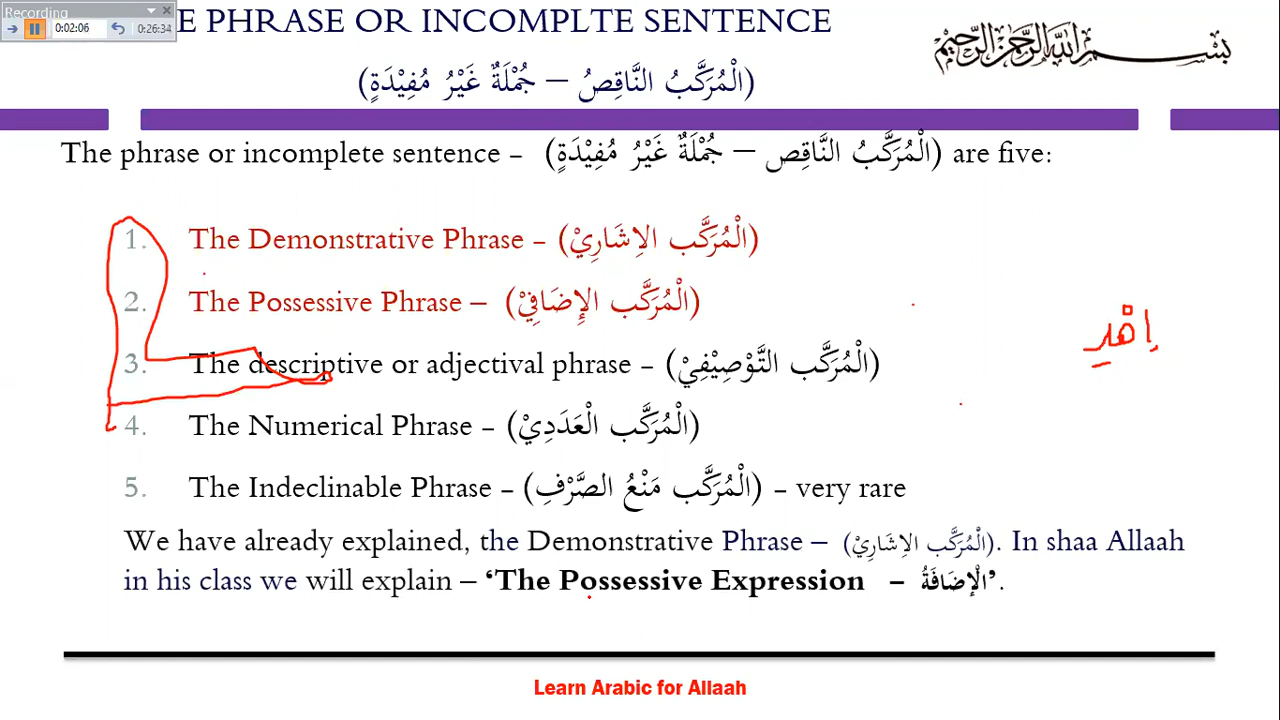 Recording
0:02:06
0:26:34
E PHRASE OR INCOMPLTE SENTENCE
بسم الله الرحمن الرحيم
(الْمُرَكَّبُ النَّاقِصُ – جُمْلَةٌ غَيْرُ مُفِيْدَةٍ)
The phrase or incomplete sentence – (الْمُرَكَّبُ النَّاقِص – جُمْلَةٌ غَيْرُ مُفِيْدَةٍ) are five:
1. The Demonstrative Phrase – (الْمُرَكَّب الاِشَارِيْ)
2. The Possessive Phrase – (الْمُرَكَّب الإِضَافِيْ)
3. The descriptive or adjectival phrase – (الْمُرَكَّب التَّوْصِيْفِيْ)
اِهْدِ
4. The Numerical Phrase – (الْمُرَكَّب الْعَدَدِيْ)
5. The Indeclinable Phrase – (الْمُرَكَّب مَنْعُ الصَّرْفِ) – very rare
We have already explained, the Demonstrative Phrase – (الْمُرَكَّب الاِشَارِيْ). In shaa Allaah
in his class we will explain – ‘The Possessive Expression – الْإِضَافَةُ’.
Learn Arabic for Allaah